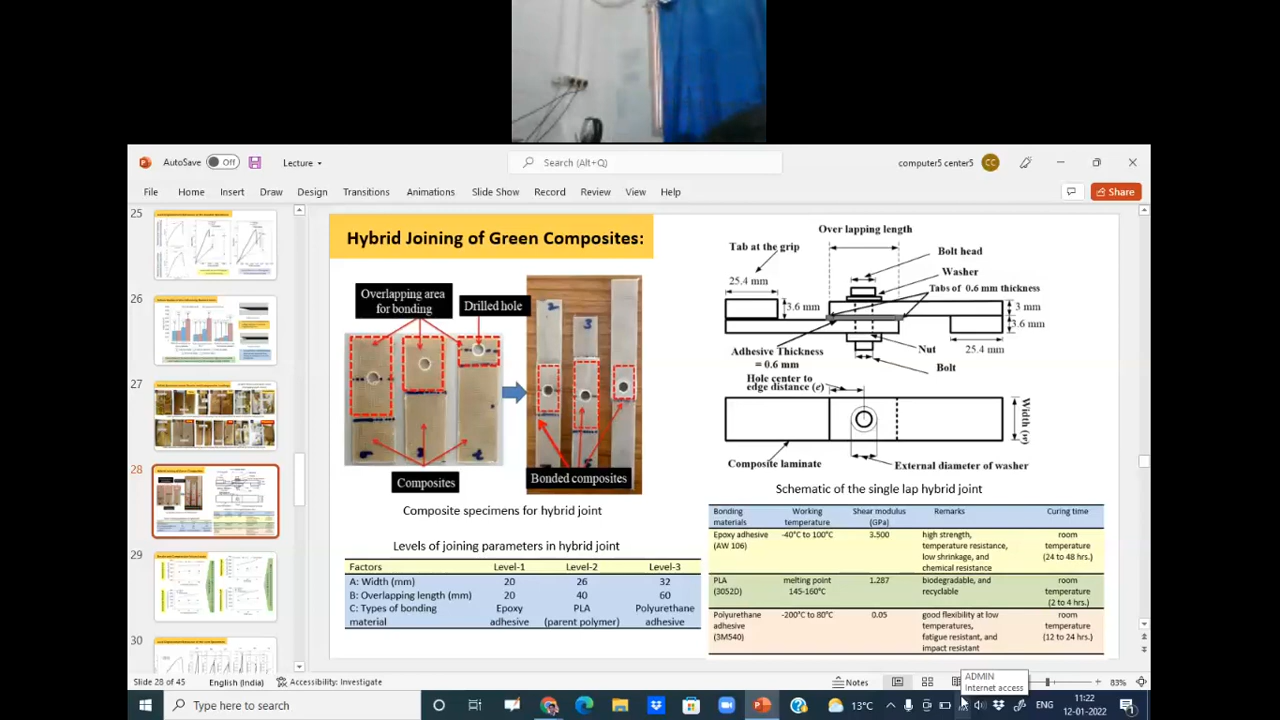 AutoSave
Off
Lecture
Search (Alt+Q)
computer5 center5
CC
File
Home
Insert
Draw
Design
Transitions
Animations
Slide Show
Record
Review
View
Help
Share
25
26
27
28
29
30
Hybrid Joining of Green Composites:
Overlapping area
for bonding
Drilled hole
Composites
Bonded composites
Composite specimens for hybrid joint
Over lapping length
Tab at the grip
Bolt head
25.4 mm
Washer
Tabs of 0.6 mm thickness
3.6 mm
3 mm
3.6 mm
Adhesive Thickness
= 0.6 mm
Nut
25.4 mm
Bolt
Hole center to
edge distance (e)
Width (w)
Composite laminate
External diameter of washer
Schematic of the single lap hybrid joint
Levels of joining parameters in hybrid joint
Factors Level-1 Level-2 Level-3
A: Width (mm) 20 26 32
B: Overlapping length (mm) 20 40 60
C: Types of bonding Epoxy PLA Polyurethane
material adhesive (parent polymer) adhesive
Bonding Working Shear modulus Remarks Curing time
materials temperature (GPa)
Epoxy adhesive -40°C to 100°C 3.500 high strength, room
(AW 106) temperature resistance, temperature
low shrinkage, and (24 to 48 hrs.)
chemical resistance
PLA melting point 1.287 biodegradable, and room
(3052D) 145-160°C recyclable temperature
(2 to 4 hrs.)
Polyurethane -200°C to 80°C 0.05 good flexibility at low room
adhesive temperatures, temperature
(3M540) fatigue resistant, and (12 to 24 hrs.)
impact resistant
Slide 28 of 45
English (India)
Accessibility: Investigate
Notes
ADMIN
Internet access
83%
Type here to search
13°C
ENG
11:22
12-01-2022